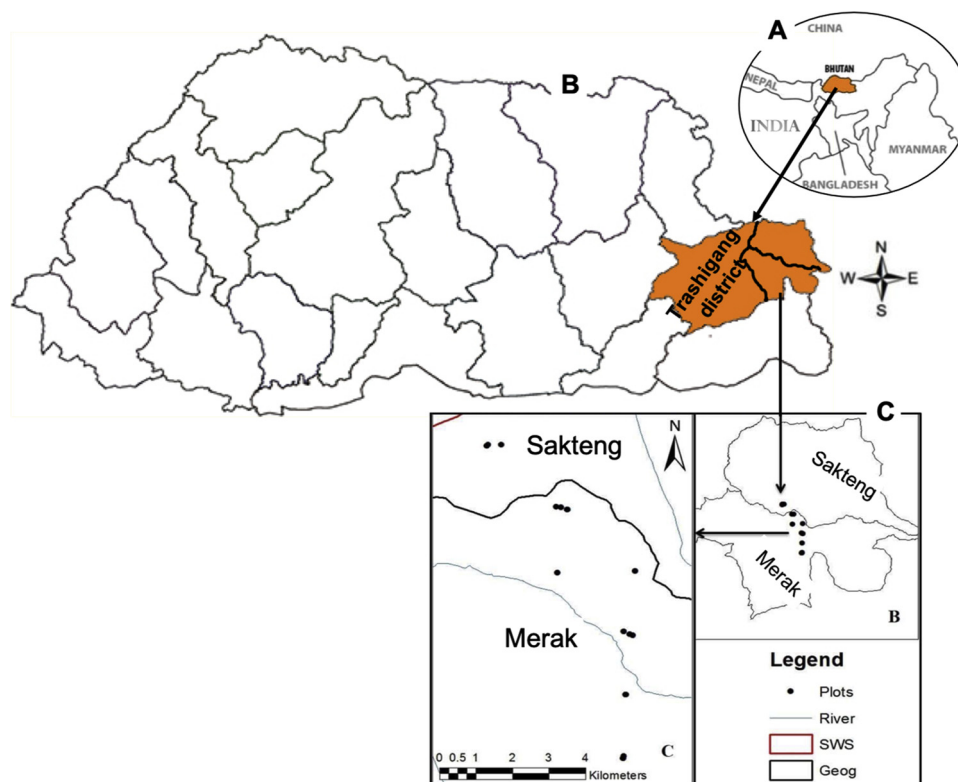 A
CHINA
BHUTAN
NEPAL
INDIA
MYANMAR
BANGLADESH
B
Trashigang
district
N
W E
S
C
Sakteng
N
Merak
0 0.5 1 2 3 4
Kilometers
C
Sakteng
Merak
B
Legend
Plots
River
SWS
Geog